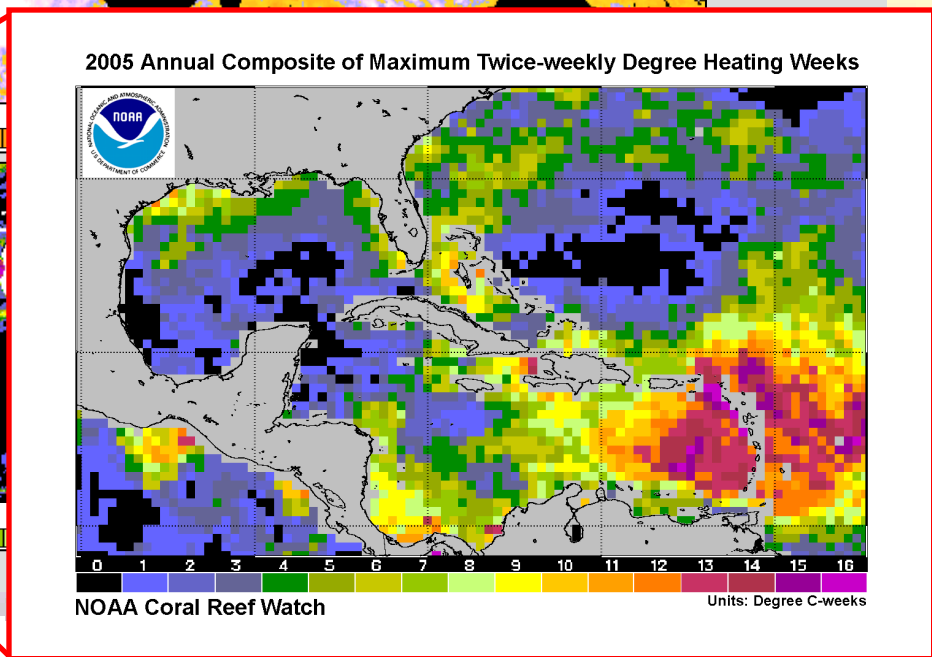 2005 Annual Composite of Maximum Twice-weekly Degree Heating Weeks
NATIONAL OCEANIC AND ATMOSPHERIC ADMINISTRATION
NOAA
U.S. DEPARTMENT OF COMMERCE
0 1 2 3 4 5 6 7 8 9 10 11 12 13 14 15 16
NOAA Coral Reef Watch
Units: Degree C-weeks